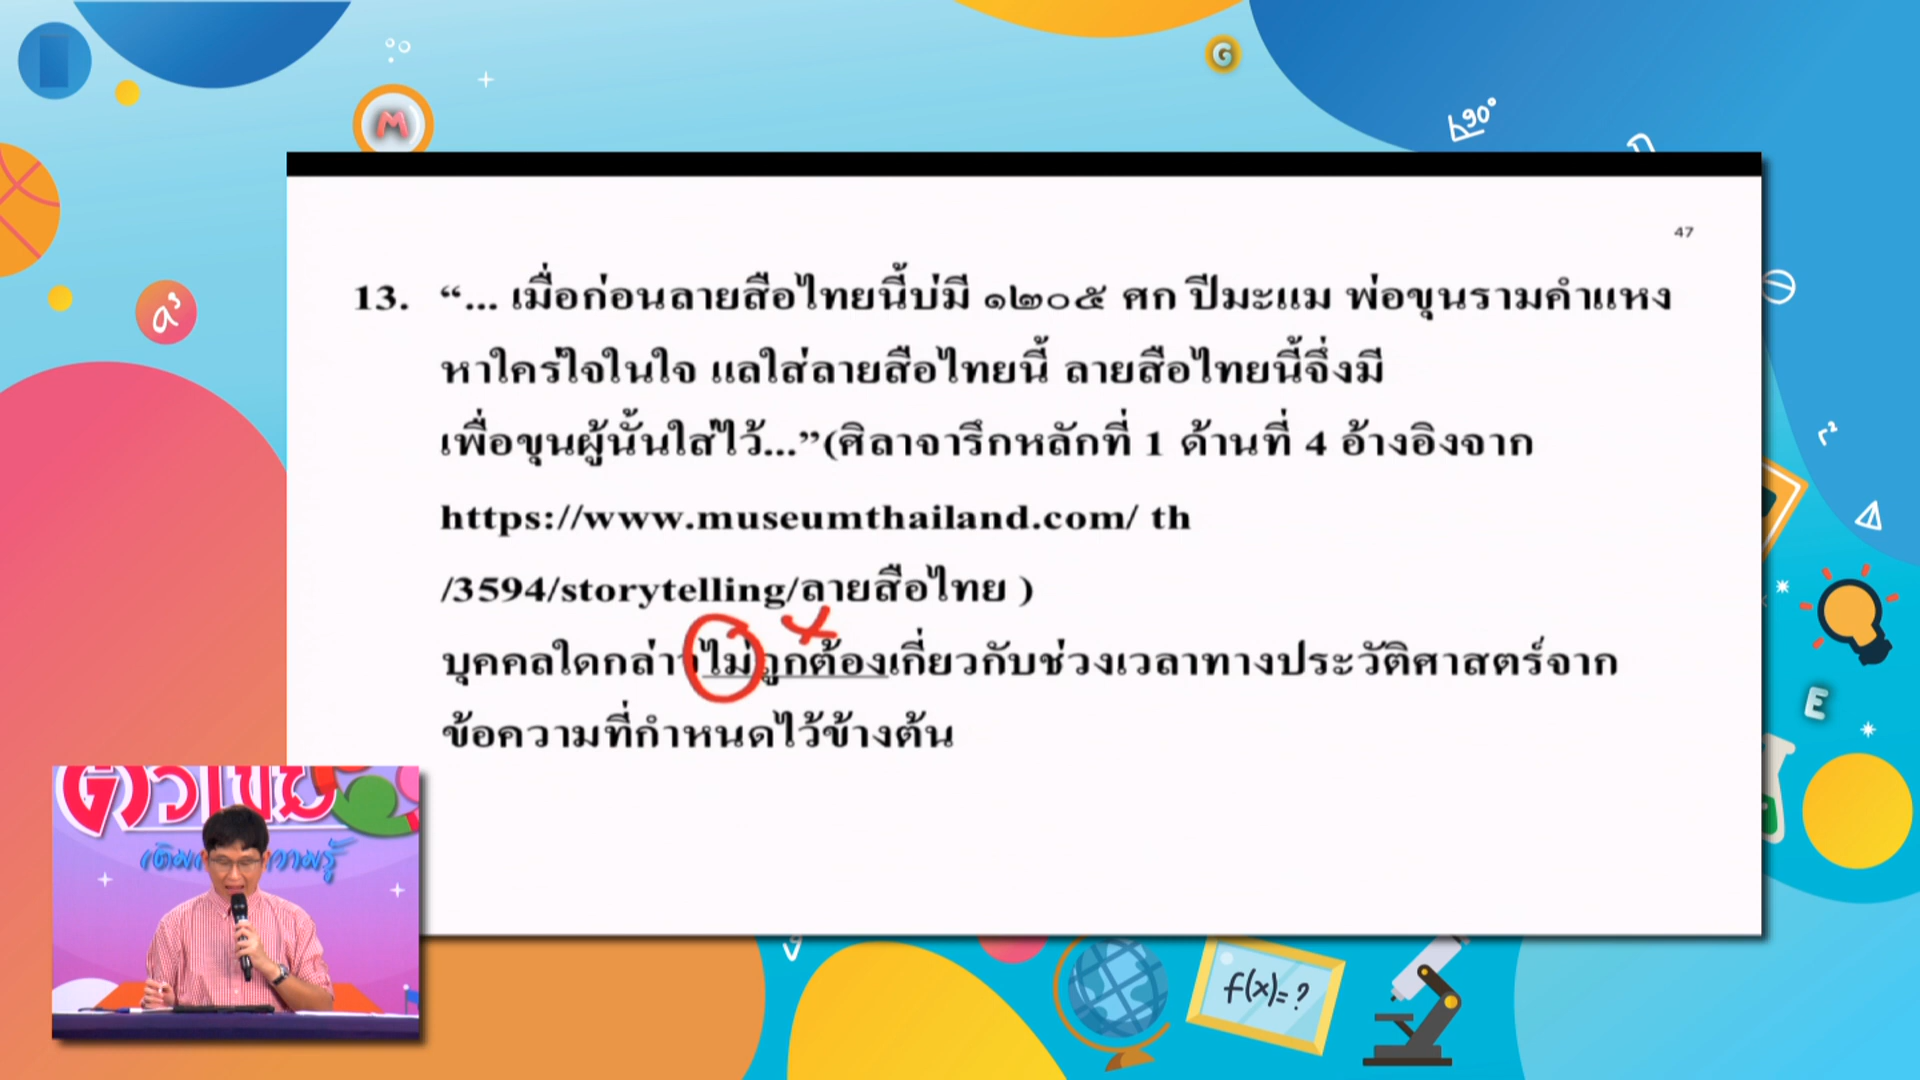 G
M
90°
47
a³
13. “... เมื่อก่อนลายสือไทยนี้บ่มี ๑๒๐๕ ศก ปีมะแม พ่อขุนรามคำแหง
หาใคร่ใจในใจ แลใส่ลายสือไทยนี้ ลายสือไทยนี้จึ่งมี
เพื่อขุนผู้นั้นใส่ไว้...”(ศิลาจารึกหลักที่ 1 ด้านที่ 4 อ้างอิงจาก
r²
https://www.museumthailand.com/ th
/3594/storytelling/ลายสือไทย )
บุคคลใดกล่าวไม่ถูกต้องเกี่ยวกับช่วงเวลาทางประวัติศาสตร์จาก
ข้อความที่กำหนดไว้ข้างต้น
E
f(x)=?